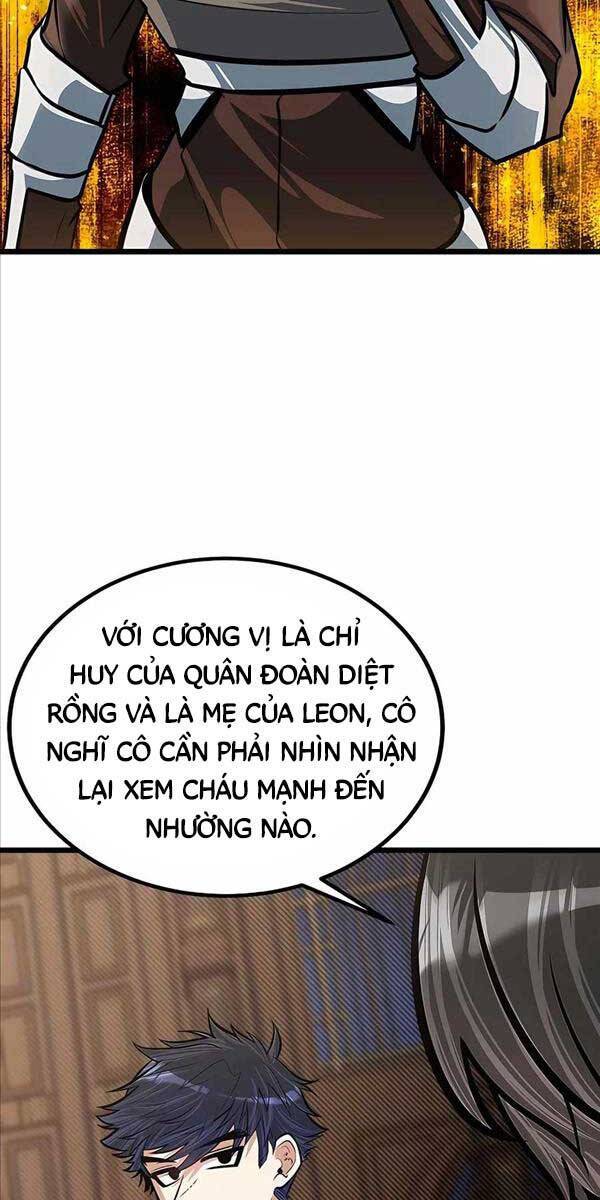 VỚI CƯƠNG VỊ LÀ CHỈ
HUY CỦA QUÂN ĐOÀN DIỆT
RỒNG VÀ LÀ MẸ CỦA LEON, CÔ
NGHĨ CÔ CẦN PHẢI NHÌN NHẬN
LẠI XEM CHÁU MẠNH ĐẾN
NHƯỜNG NÀO.